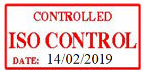 CONTROLLED
ISO CONTROL
DATE: 14/02/2019